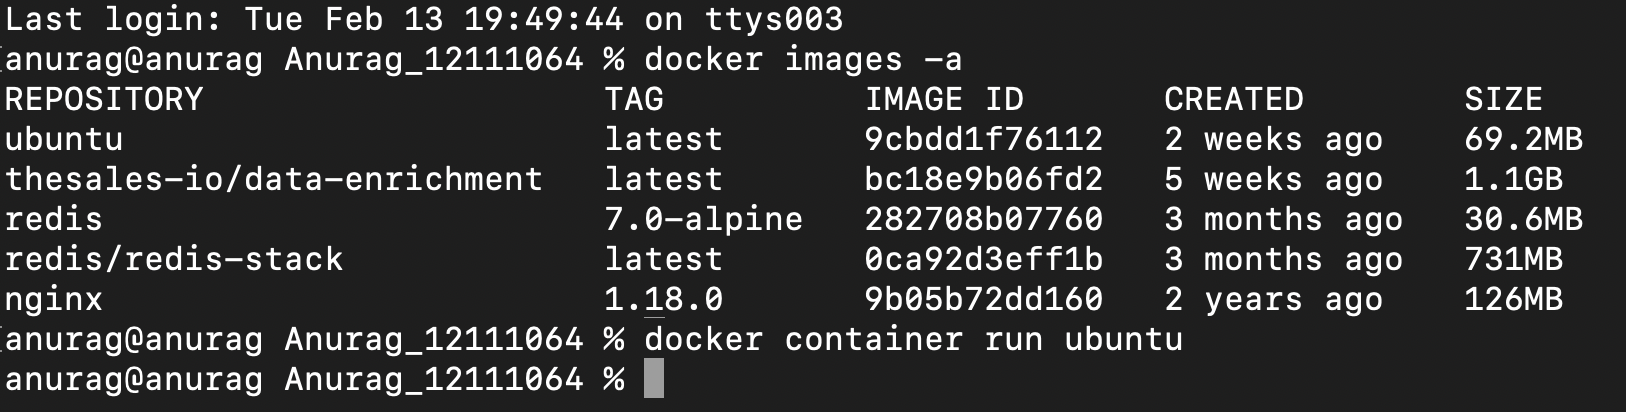 Last login: Tue Feb 13 19:49:44 on ttys003
[anurag@anurag Anurag_12111064 % docker images -a
REPOSITORY TAG IMAGE ID CREATED SIZE
ubuntu latest 9cbdd1f76112 2 weeks ago 69.2MB
thesales-io/data-enrichment latest bc18e9b06fd2 5 weeks ago 1.1GB
redis 7.0-alpine 282708b07760 3 months ago 30.6MB
redis/redis-stack latest 0ca92d3eff1b 3 months ago 731MB
nginx 1.18.0 9b05b72dd160 2 years ago 126MB
[anurag@anurag Anurag_12111064 % docker container run ubuntu
anurag@anurag Anurag_12111064 %